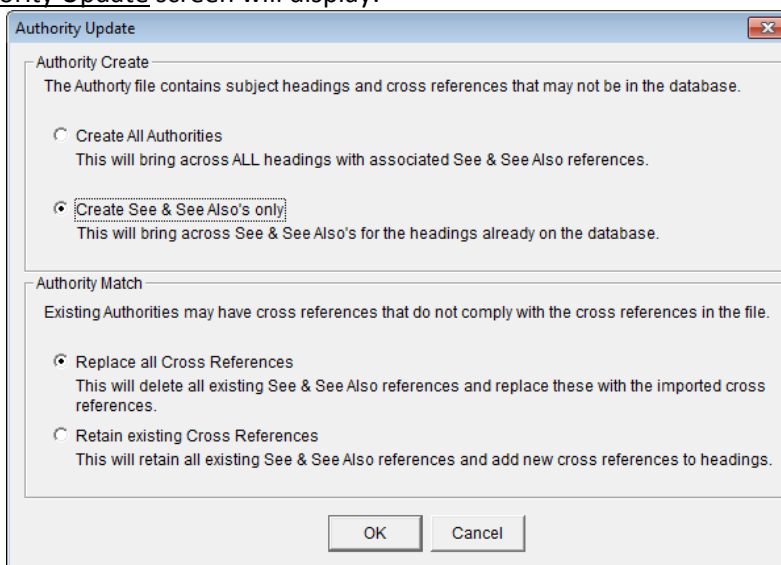 ority Update screen will display.
Authority Update
Authority Create
The Authorty file contains subject headings and cross references that may not be in the database.
Create All Authorities
This will bring across ALL headings with associated See & See Also references.
Create See & See Also's only
This will bring across See & See Also's for the headings already on the database.
Authority Match
Existing Authorities may have cross references that do not comply with the cross references in the file.
Replace all Cross References
This will delete all existing See & See Also references and replace these with the imported cross
references.
Retain existing Cross References
This will retain all existing See & See Also references and add new cross references to headings.
OK Cancel